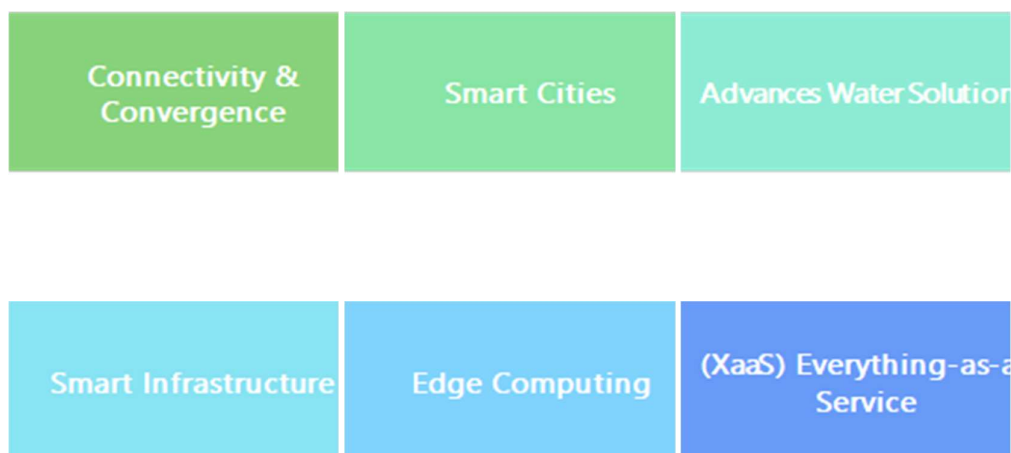 Connectivity &
Convergence
Smart Cities
Advances Water Solution
Smart Infrastructure
Edge Computing
(XaaS) Everything-as-a
Service